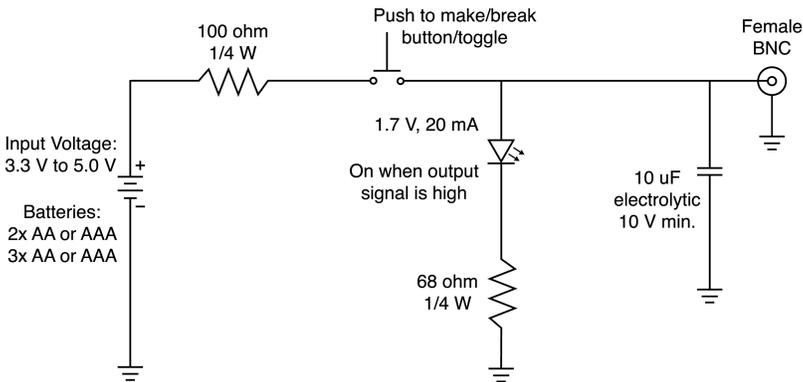 Push to make/break
button/toggle
Female
BNC
100 ohm
1/4 W
1.7 V, 20 mA
Input Voltage:
3.3 V to 5.0 V
+
On when output
signal is high
10 uF
electrolytic
10 V min.
–
Batteries:
2x AA or AAA
3x AA or AAA
68 ohm
1/4 W